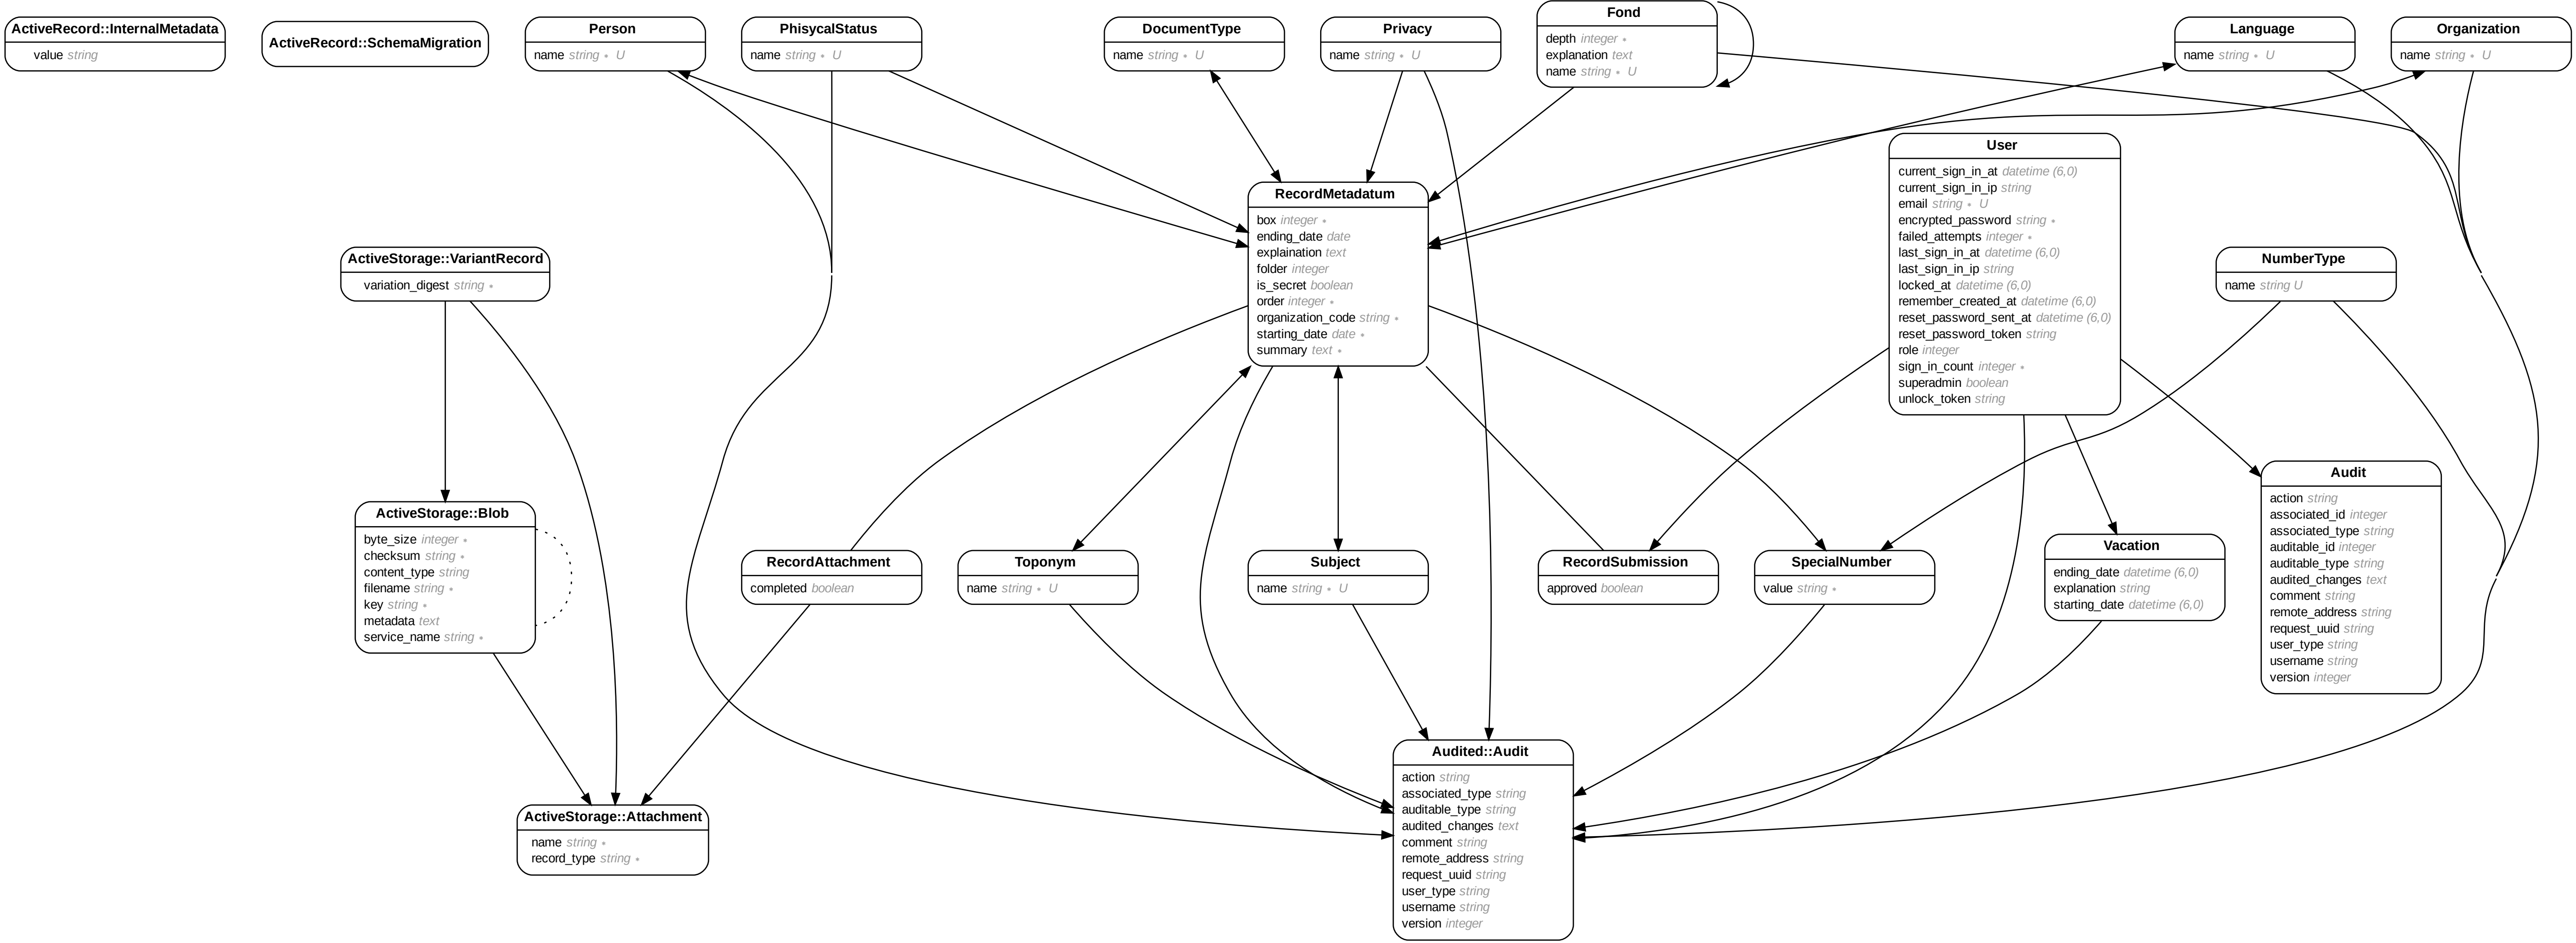 ActiveRecord::InternalMetadata
value string
ActiveRecord::SchemaMigration
Person
name string ∗ U
PhisycalStatus
name string ∗ U
DocumentType
name string ∗ U
Privacy
name string ∗ U
Fond
depth integer ∗
explanation text
name string ∗ U
Language
name string ∗ U
Organization
name string ∗ U
User
current_sign_in_at datetime (6,0)
current_sign_in_ip string
email string ∗ U
encrypted_password string ∗
failed_attempts integer ∗
last_sign_in_at datetime (6,0)
last_sign_in_ip string
locked_at datetime (6,0)
remember_created_at datetime (6,0)
reset_password_sent_at datetime (6,0)
reset_password_token string
role integer
sign_in_count integer ∗
superadmin boolean
unlock_token string
RecordMetadatum
box integer ∗
ending_date date
explaination text
folder integer
is_secret boolean
order integer ∗
organization_code string ∗
starting_date date ∗
summary text ∗
ActiveStorage::VariantRecord
variation_digest string ∗
NumberType
name string U
Audit
action string
associated_id integer
associated_type string
auditable_id integer
auditable_type string
audited_changes text
comment string
remote_address string
request_uuid string
user_type string
username string
version integer
ActiveStorage::Blob
byte_size integer ∗
checksum string ∗
content_type string
filename string ∗
key string ∗
metadata text
service_name string ∗
RecordAttachment
completed boolean
Toponym
name string ∗ U
Subject
name string ∗ U
RecordSubmission
approved boolean
SpecialNumber
value string ∗
Vacation
ending_date datetime (6,0)
explanation string
starting_date datetime (6,0)
Audited::Audit
action string
associated_type string
auditable_type string
audited_changes text
comment string
remote_address string
request_uuid string
user_type string
username string
version integer
ActiveStorage::Attachment
name string ∗
record_type string ∗